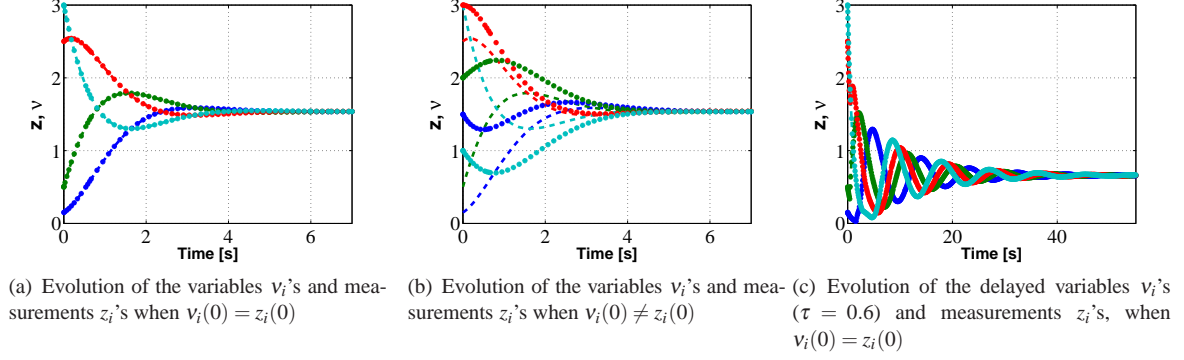 3
2
1
0
z, ν
0
2
4
6
Time [s]
3
2
1
0
z, ν
0
2
4
6
Time [s]
3
2
1
0
z, ν
0
20
40
Time [s]
(a) Evolution of the variables νᵢ's and mea-
surements zᵢ's when νᵢ(0) = zᵢ(0)
(b) Evolution of the variables νᵢ's and mea-
surements zᵢ's when νᵢ(0) ≠ zᵢ(0)
(c) Evolution of the delayed variables νᵢ's
(τ = 0.6) and measurements zᵢ's, when
νᵢ(0) = zᵢ(0)